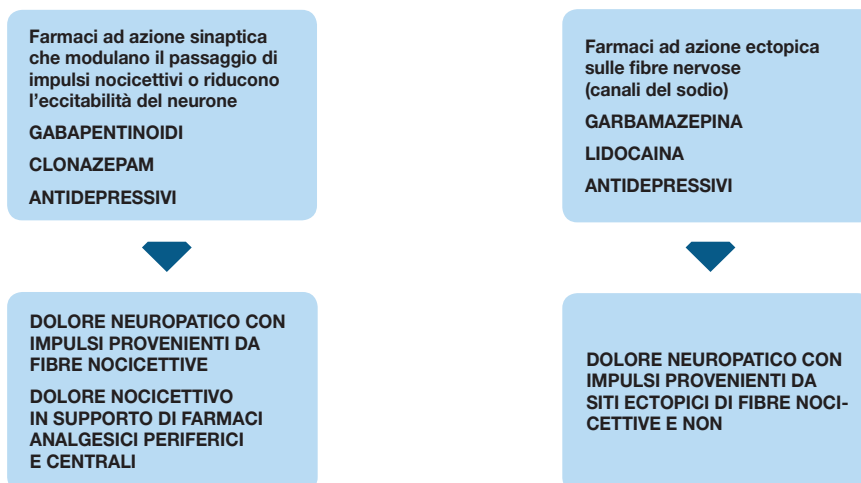 Farmaci ad azione sinaptica
che modulano il passaggio di
impulsi nocicettivi o riducono
l'eccitabilità del neurone
GABAPENTINOIDI
CLONAZEPAM
ANTIDEPRESSIVI
Farmaci ad azione ectopica
sulle fibre nervose
(canali del sodio)
GARBAMAZEPINA
LIDOCAINA
ANTIDEPRESSIVI
DOLORE NEUROPATICO CON
IMPULSI PROVENIENTI DA
FIBRE NOCICETTIVE
DOLORE NOCICETTIVO
IN SUPPORTO DI FARMACI
ANALGESICI PERIFERICI
E CENTRALI
DOLORE NEUROPATICO CON
IMPULSI PROVENIENTI DA
SITI ECTOPICI DI FIBRE NOCI-
CETTIVE E NON